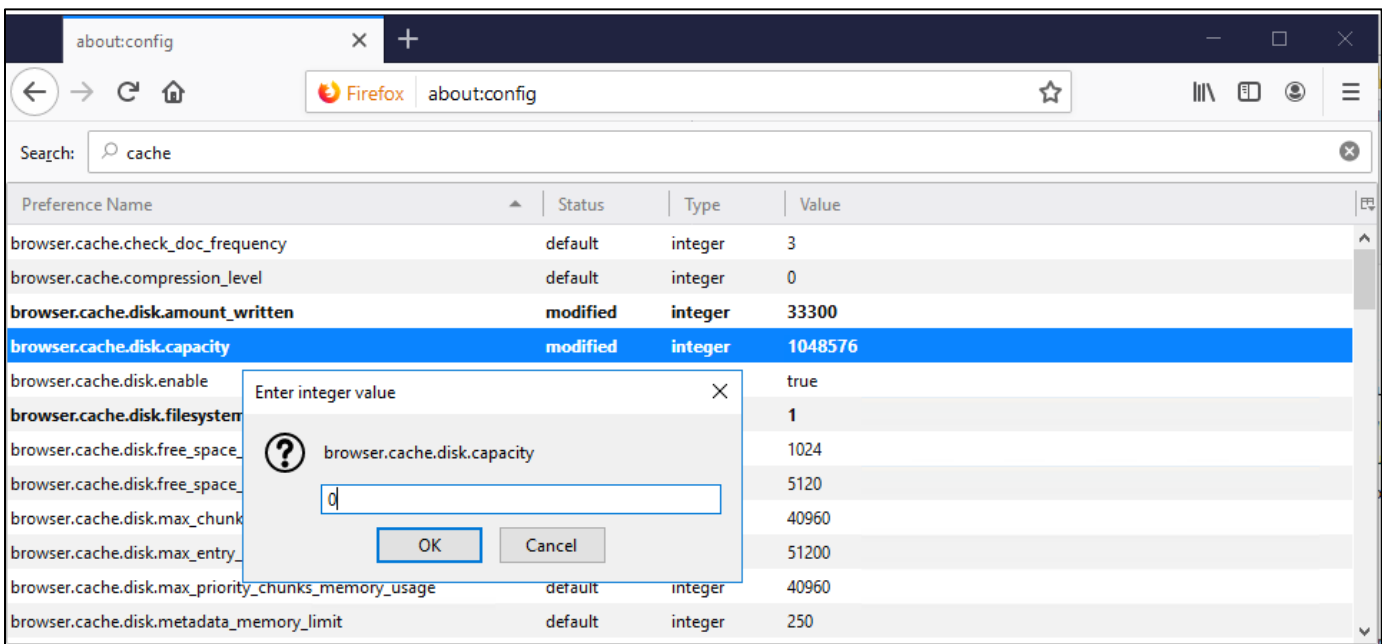 about:config
Firefox about:config
Search: cache
Preference Name Status Type Value
browser.cache.check_doc_frequency default integer 3
browser.cache.compression_level default integer 0
browser.cache.disk.amount_written modified integer 33300
browser.cache.disk.capacity modified integer 1048576
browser.cache.disk.enable true
Enter integer value
browser.cache.disk.filesystem 1
browser.cache.disk.free_space_ 1024
browser.cache.disk.capacity
browser.cache.disk.free_space_ 5120
0
browser.cache.disk.max_chunk 40960
browser.cache.disk.max_entry_ 51200
OK Cancel
browser.cache.disk.max_priority_chunks_memory_usage default integer 40960
browser.cache.disk.metadata_memory_limit default integer 250